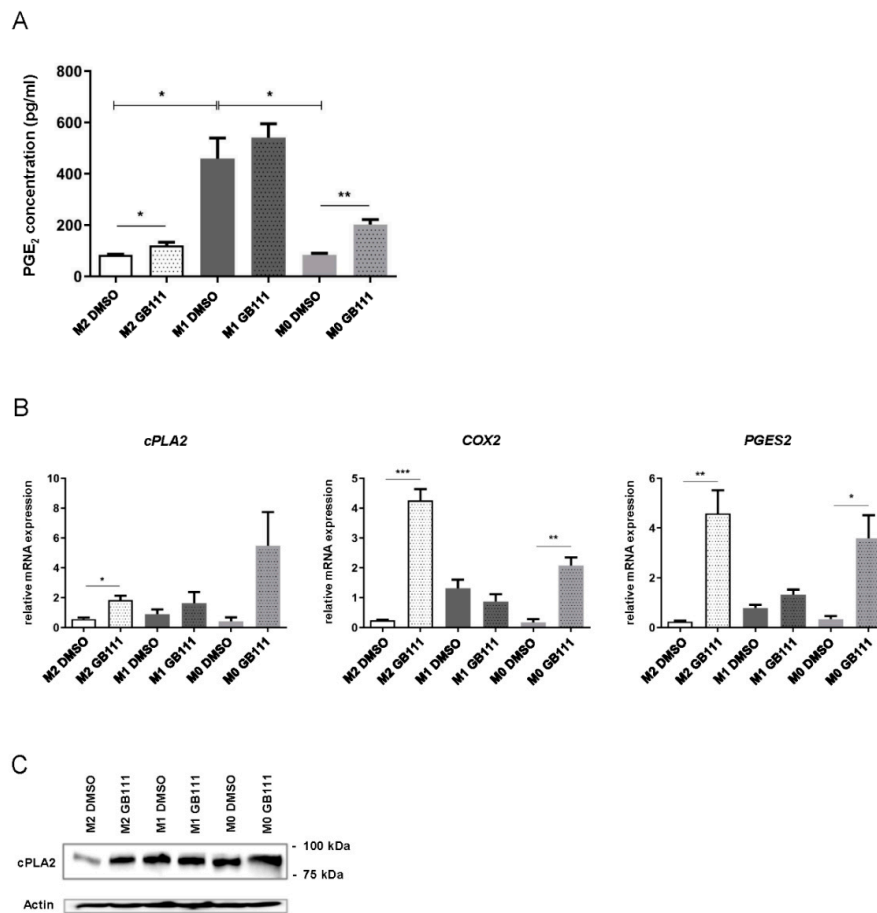 A
PGE2 concentration (pg/ml)
800
600
400
200
0
*
*
*
**
M2 DMSO
M2 GB111
M1 DMSO
M1 GB111
M0 DMSO
M0 GB111
B
cPLA2
relative mRNA expression
10
8
6
4
2
0
*
M2 DMSO
M2 GB111
M1 DMSO
M1 GB111
M0 DMSO
M0 GB111
COX2
relative mRNA expression
5
4
3
2
1
0
***
**
M2 DMSO
M2 GB111
M1 DMSO
M1 GB111
M0 DMSO
M0 GB111
PGES2
relative mRNA expression
6
4
2
0
**
*
M2 DMSO
M2 GB111
M1 DMSO
M1 GB111
M0 DMSO
M0 GB111
C
M2 DMSO
M2 GB111
M1 DMSO
M1 GB111
M0 DMSO
M0 GB111
cPLA2
- 100 kDa
- 75 kDa
Actin